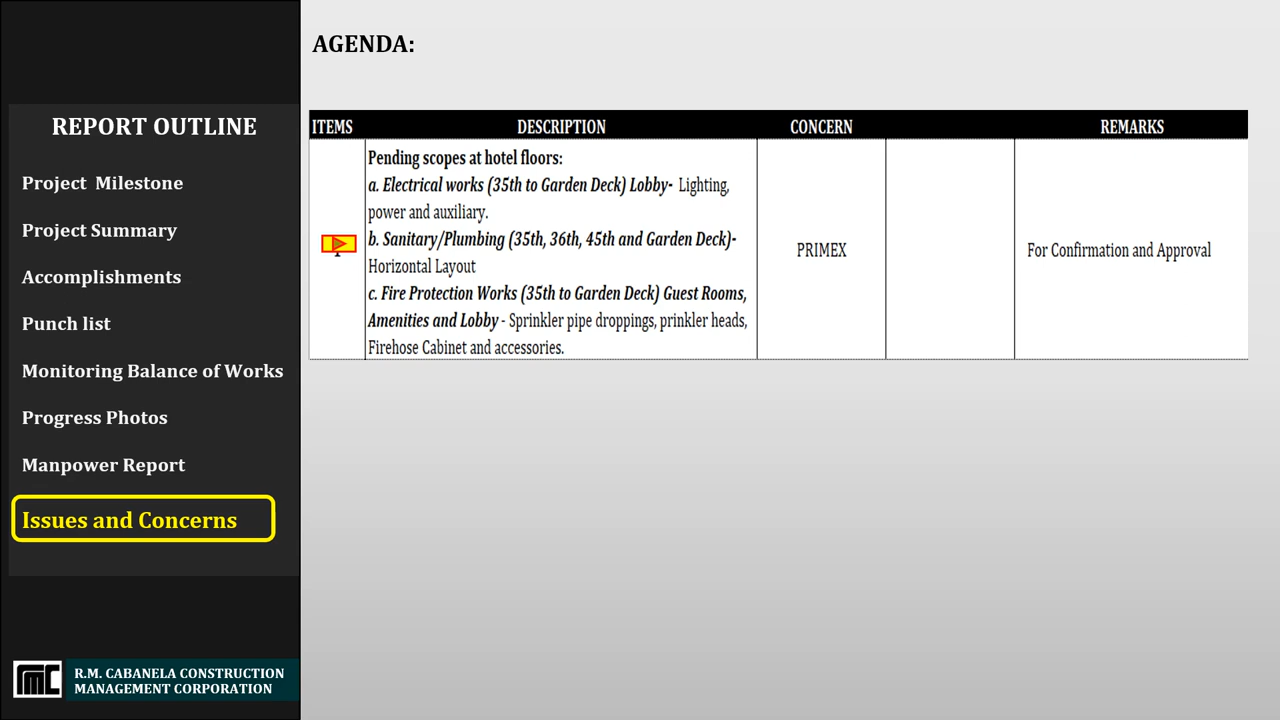 AGENDA:
REPORT OUTLINE
Project Milestone
Project Summary
Accomplishments
Punch list
Monitoring Balance of Works
Progress Photos
Manpower Report
Issues and Concerns
R.M. CABANELA CONSTRUCTION
MANAGEMENT CORPORATION
ITEMS DESCRIPTION CONCERN REMARKS
Pending scopes at hotel floors:
a. Electrical works (35th to Garden Deck) Lobby- Lighting,
power and auxiliary.
b. Sanitary/Plumbing (35th, 36th, 45th and Garden Deck)-
Horizontal Layout
c. Fire Protection Works (35th to Garden Deck) Guest Rooms,
Amenities and Lobby - Sprinkler pipe droppings, prinkler heads,
Firehose Cabinet and accessories.
PRIMEX
For Confirmation and Approval